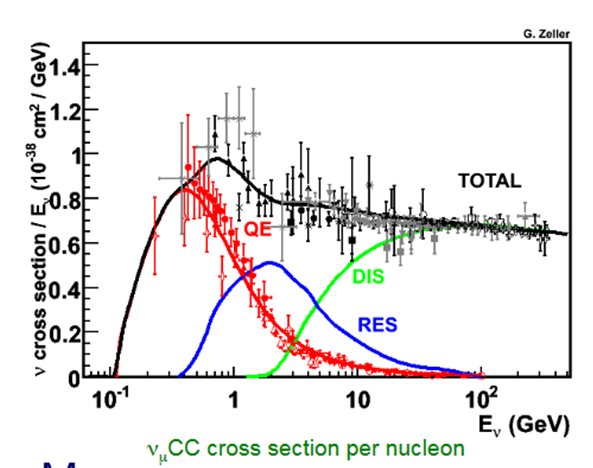 G. Zeller
ν cross section / Eν (10-38 cm2 / GeV)
1.4
1.2
1
0.8
0.6
0.4
0.2
0
TOTAL
QE
DIS
RES
10-1
1
10
102
Eν (GeV)
νμCC cross section per nucleon